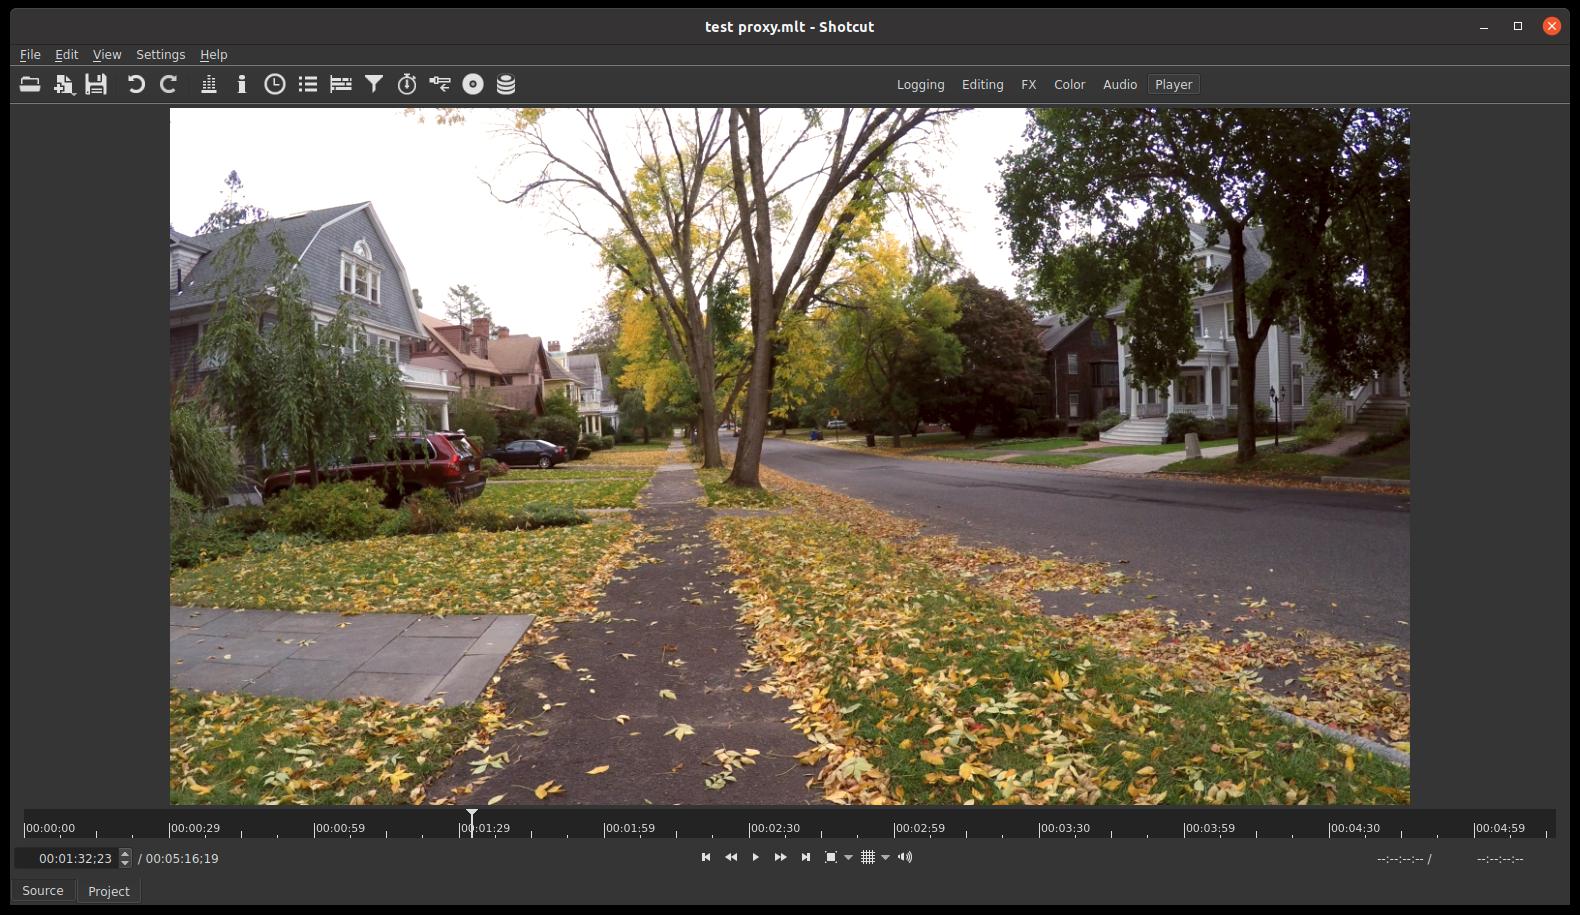 test proxy.mlt - Shotcut
File Edit View Settings Help
Logging Editing FX Color Audio Player
00:00:00 00:00:29 00:00:59 00:01:29 00:01:59 00:02:30 00:02:59 00:03:30 00:03:59 00:04:30 00:04:59
00:01:32;23 / 00:05:16;19 --:--:--:-- / --:--:--:--
Source Project